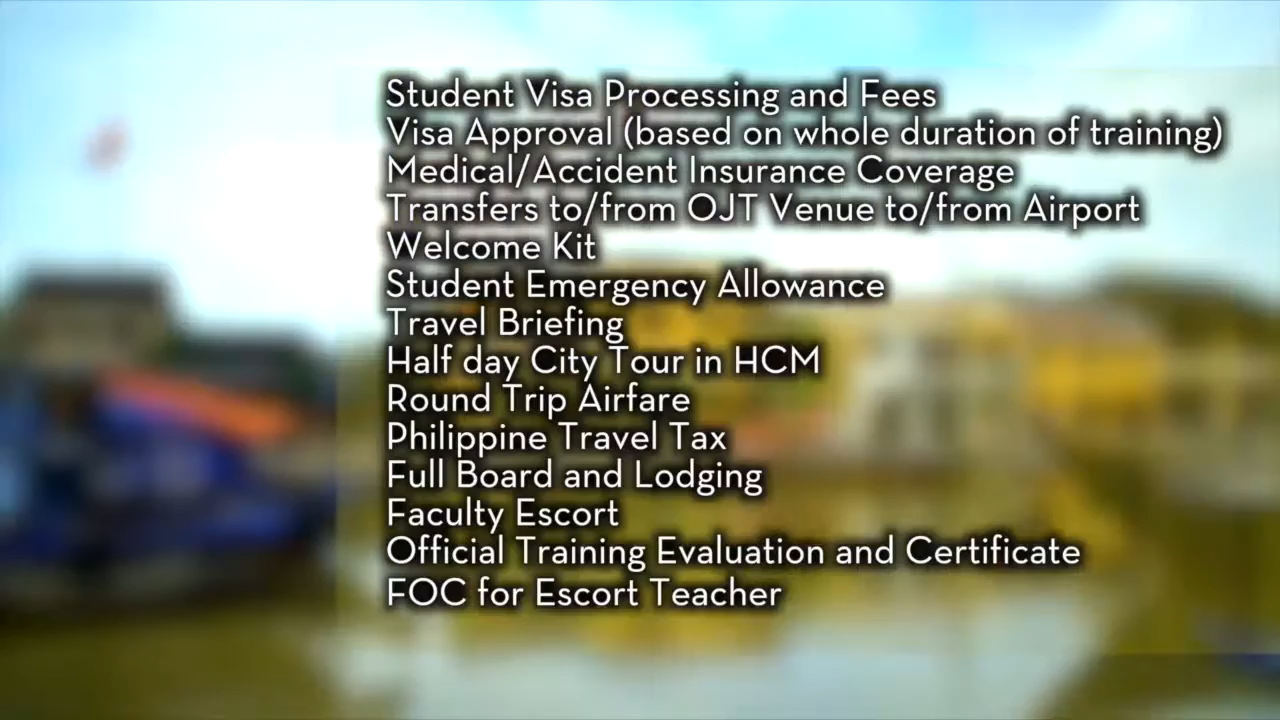 Student Visa Processing and Fees
Visa Approval (based on whole duration of training)
Medical/Accident Insurance Coverage
Transfers to/from OJT Venue to/from Airport
Welcome Kit
Student Emergency Allowance
Travel Briefing
Half day City Tour in HCM
Round Trip Airfare
Philippine Travel Tax
Full Board and Lodging
Faculty Escort
Official Training Evaluation and Certificate
FOC for Escort Teacher